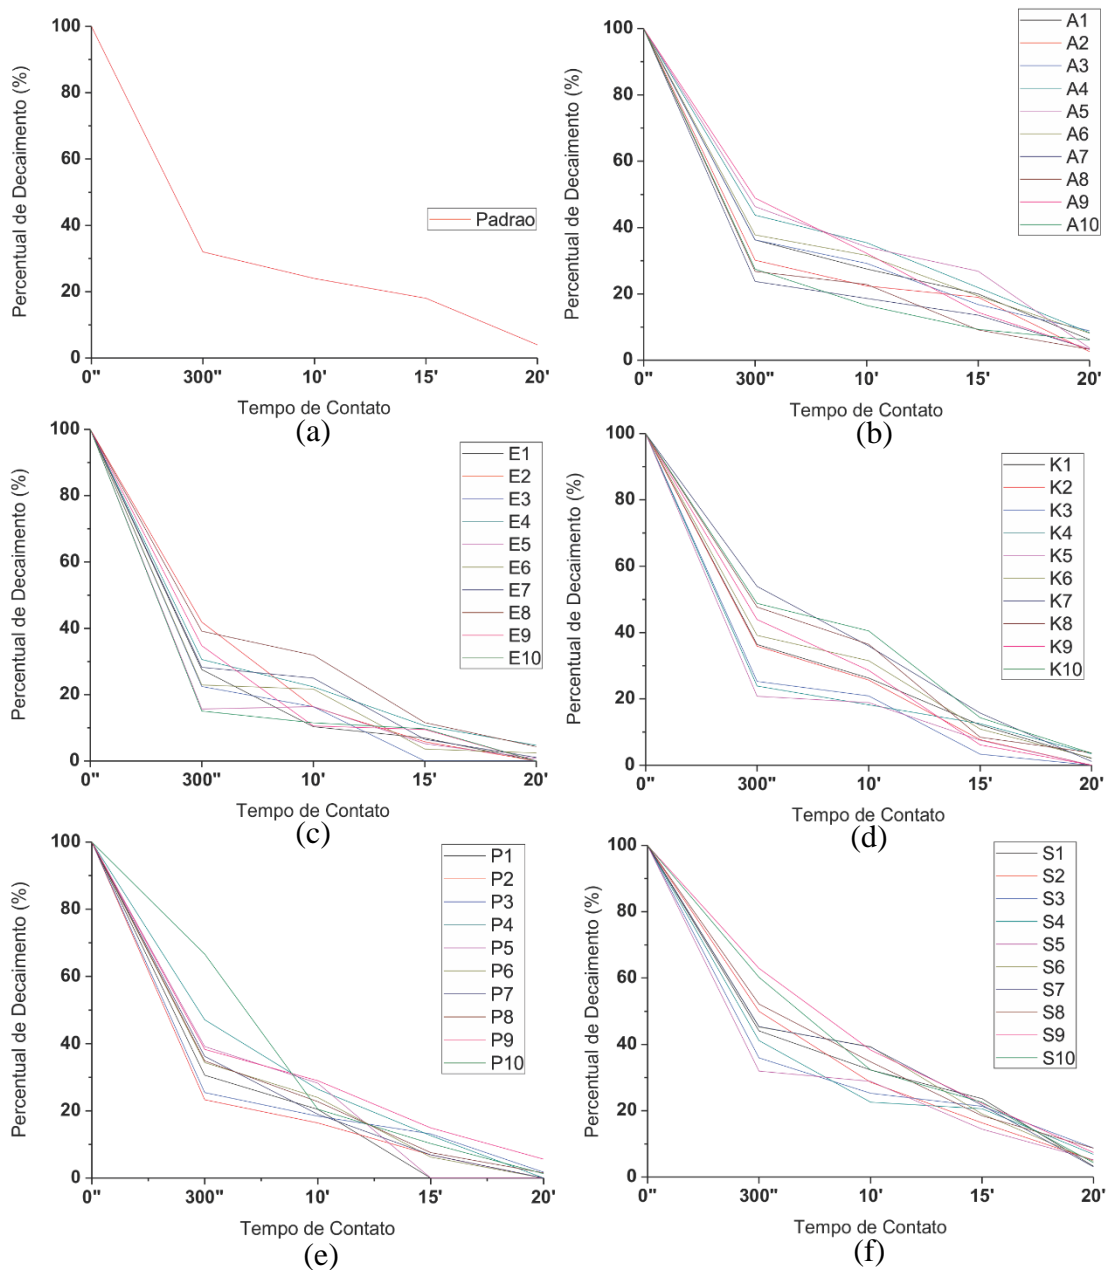 Percentual de Decaimento (%)
100
80
60
40
20
0
0" 300" 10' 15' 20'
Tempo de Contato
Padrao
(a)
Percentual de Decaimento (%)
100
80
60
40
20
0
0" 300" 10' 15' 20'
Tempo de Contato
A1
A2
A3
A4
A5
A6
A7
A8
A9
A10
(b)
Percentual de Decaimento (%)
100
80
60
40
20
0
0" 300" 10' 15' 20'
Tempo de Contato
E1
E2
E3
E4
E5
E6
E7
E8
E9
E10
(c)
Percentual de Decaimento (%)
100
80
60
40
20
0
0" 300" 10' 15' 20'
Tempo de Contato
K1
K2
K3
K4
K5
K6
K7
K8
K9
K10
(d)
Percentual de Decaimento (%)
100
80
60
40
20
0
0" 300" 10' 15' 20'
Tempo de Contato
P1
P2
P3
P4
P5
P6
P7
P8
P9
P10
(e)
Percentual de Decaimento (%)
100
80
60
40
20
0
0" 300" 10' 15' 20'
Tempo de Contato
S1
S2
S3
S4
S5
S6
S7
S8
S9
S10
(f)